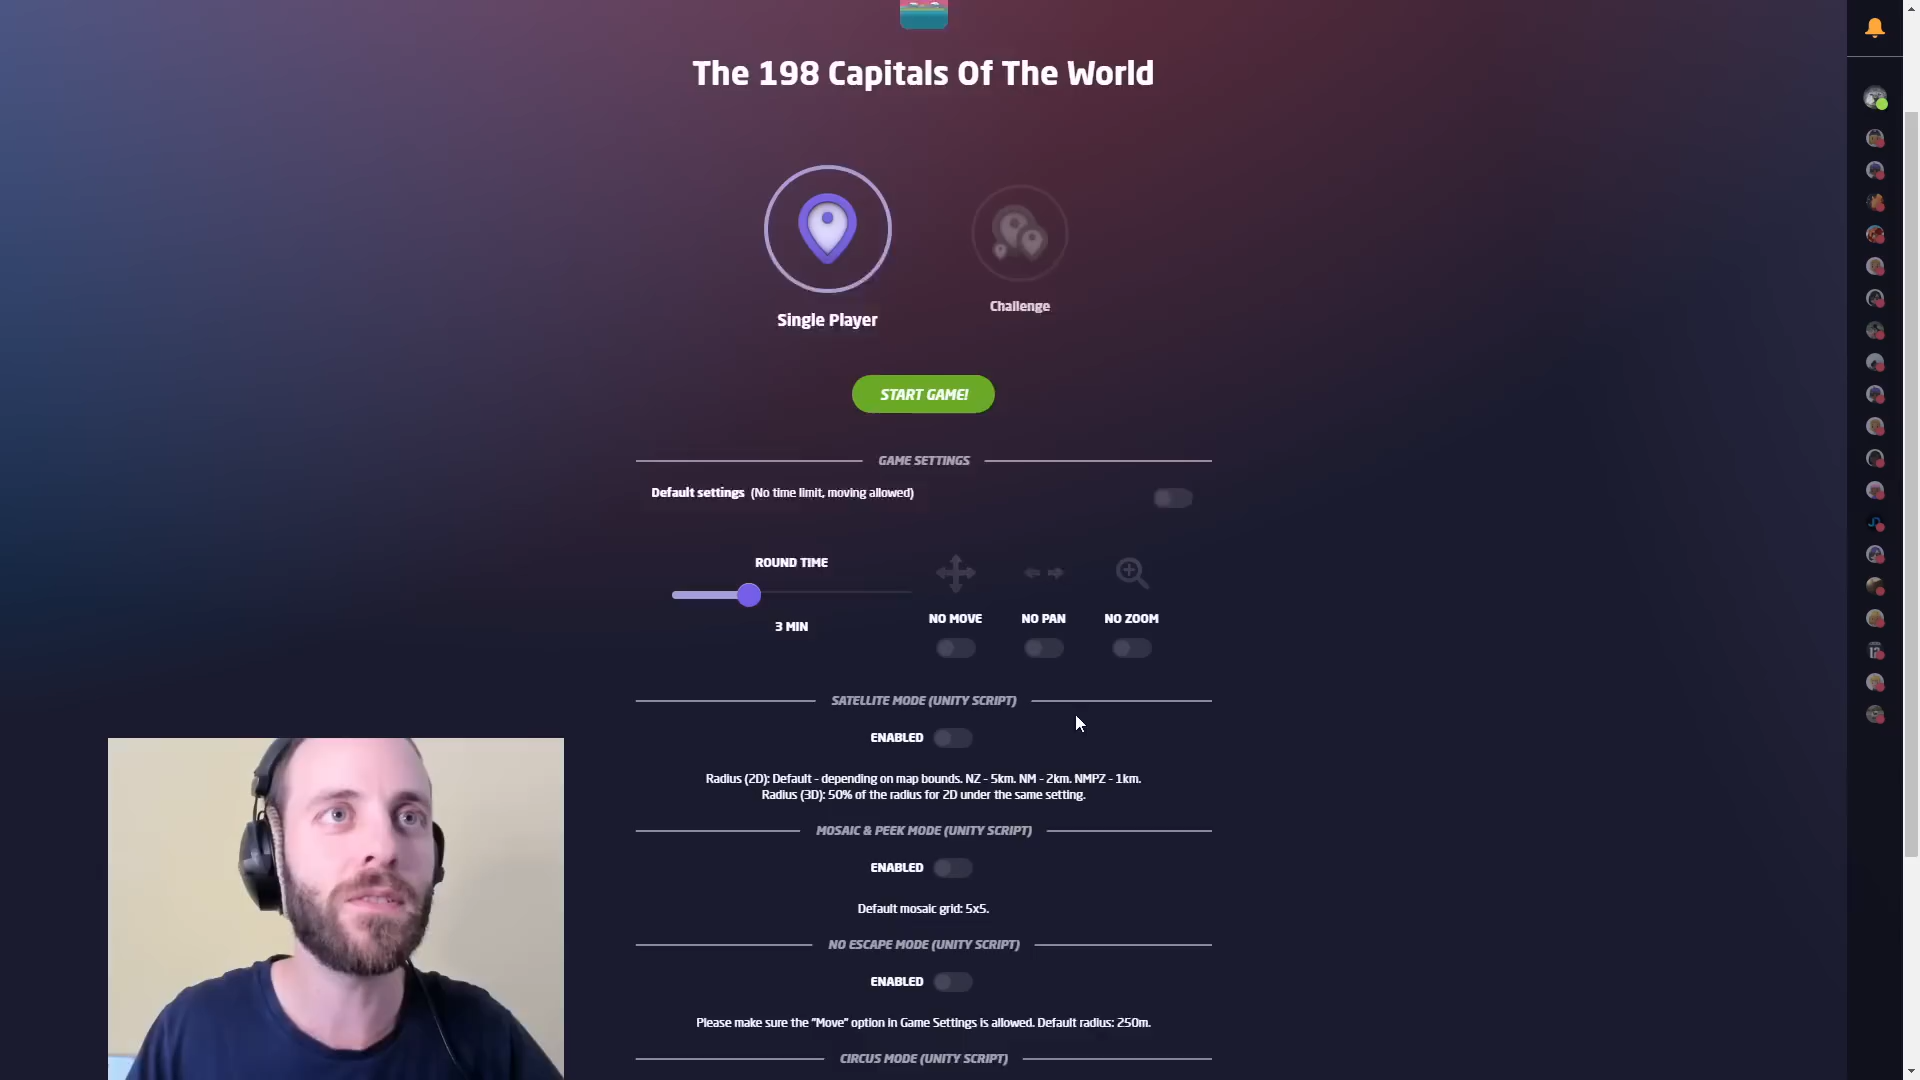 The 198 Capitals Of The World
Single Player
Challenge
START GAME!
GAME SETTINGS
Default settings (No time limit, moving allowed)
ROUND TIME
3 MIN
NO MOVE
NO PAN
NO ZOOM
SATELLITE MODE (UNITY SCRIPT)
ENABLED
Radius (2D): Default - depending on map bounds. NZ - 5km. NM - 2km. NMPZ - 1km.
Radius (3D): 50% of the radius for 2D under the same setting.
MOSAIC & PEEK MODE (UNITY SCRIPT)
ENABLED
Default mosaic grid: 5x5.
NO ESCAPE MODE (UNITY SCRIPT)
ENABLED
Please make sure the "Move" option in Game Settings is allowed. Default radius: 250m.
CIRCUS MODE (UNITY SCRIPT)